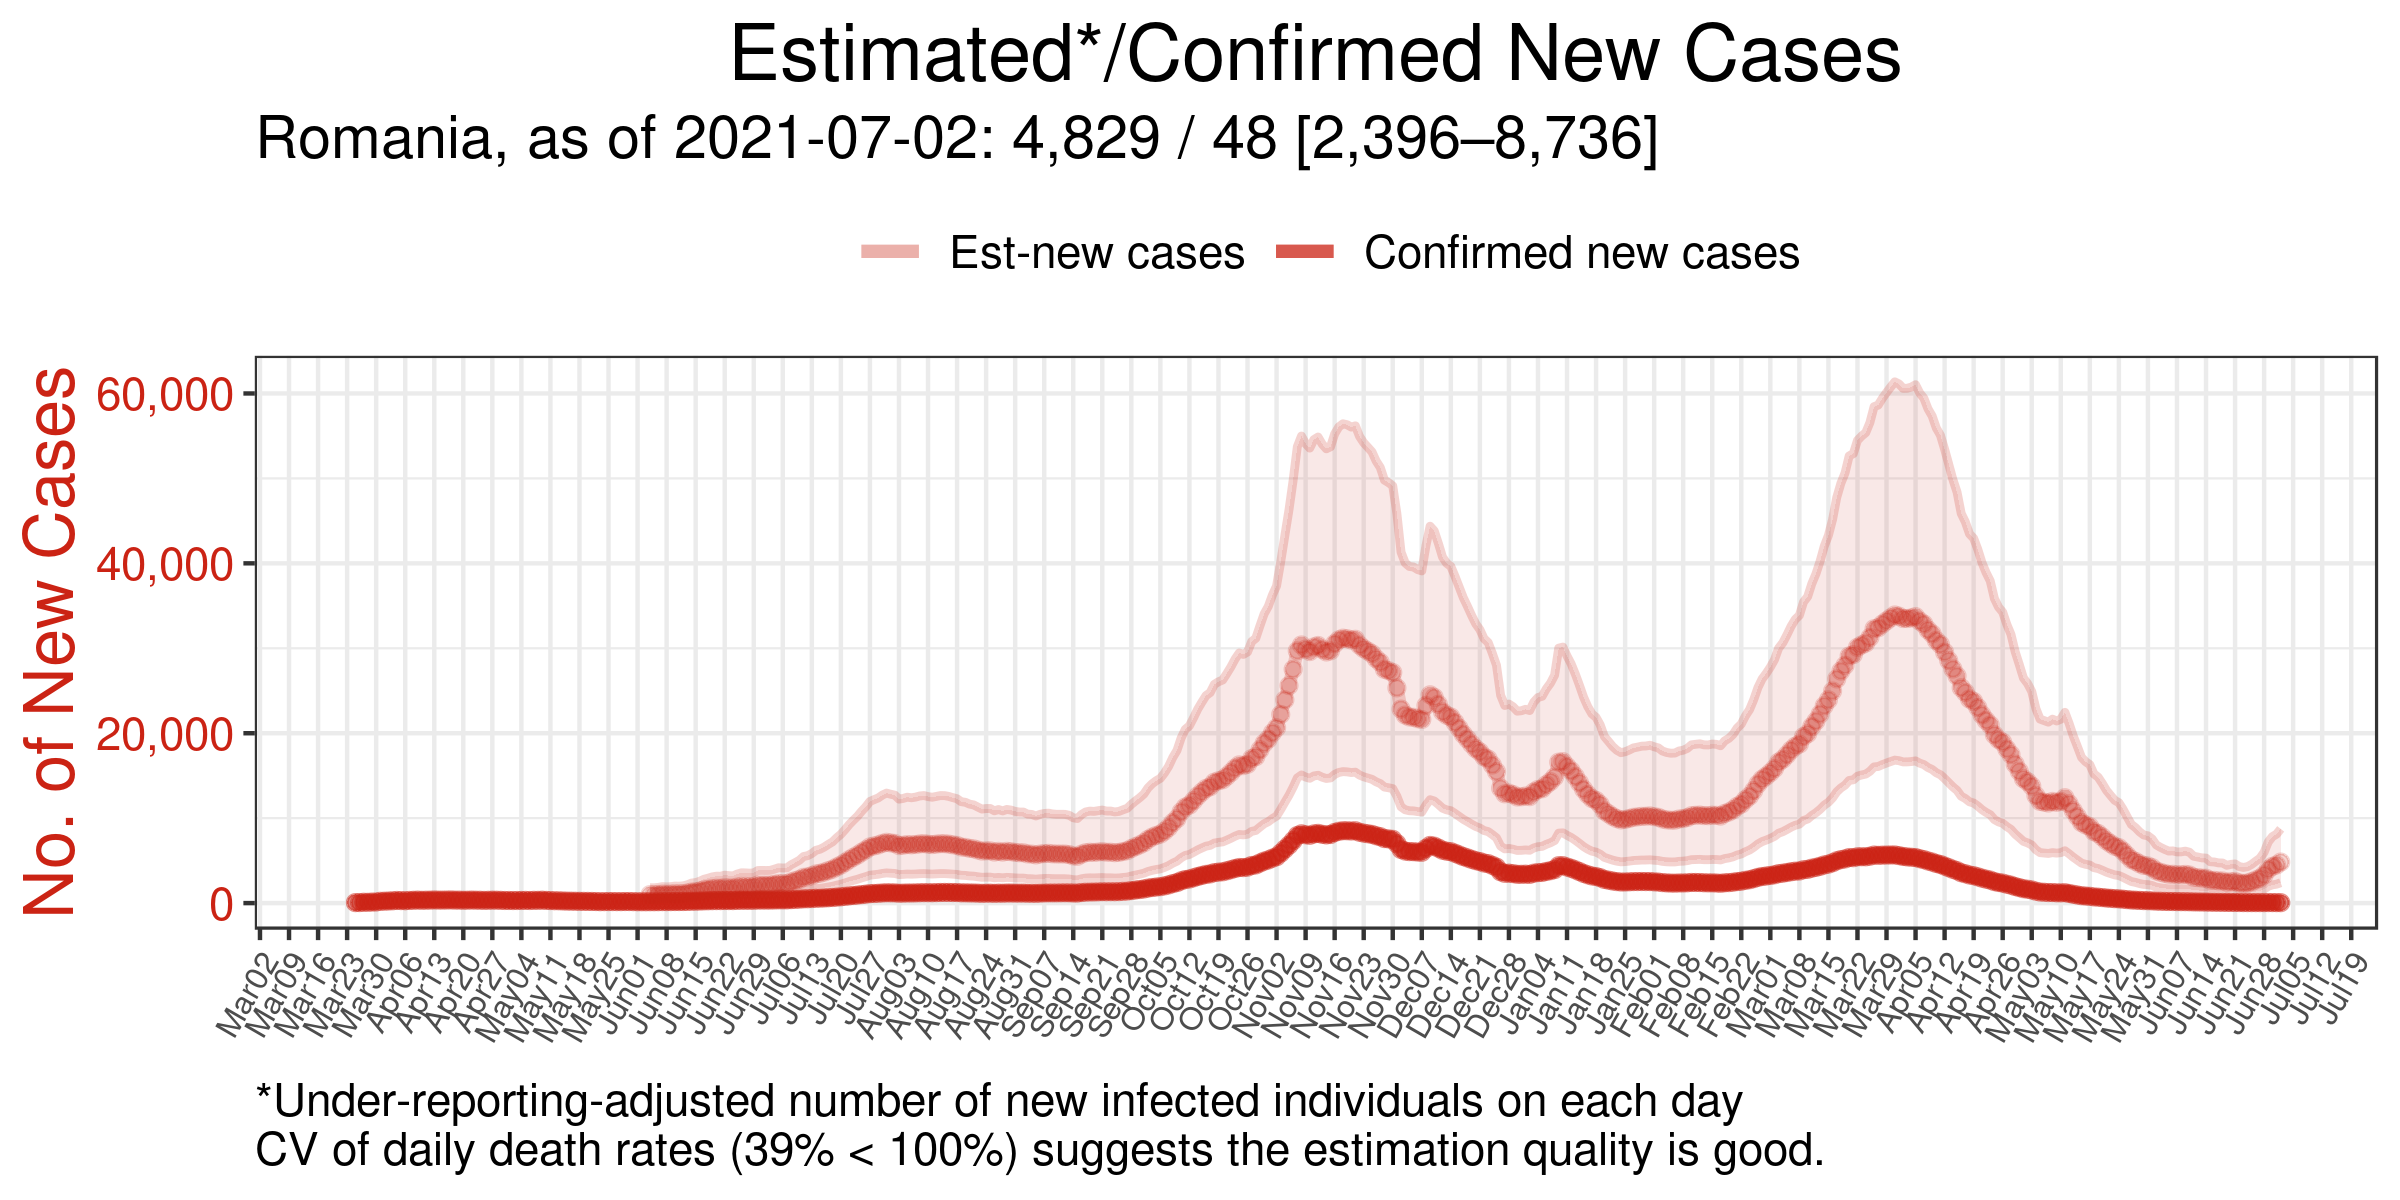 Estimated*/Confirmed New Cases
Romania, as of 2021-07-02: 4,829 / 48 [2,396–8,736]
Est-new cases
Confirmed new cases
No. of New Cases
60,000
40,000
20,000
0
Mar02
Mar09
Mar16
Mar23
Mar30
Apr06
Apr13
Apr20
Apr27
May04
May11
May18
May25
Jun01
Jun08
Jun15
Jun22
Jun29
Jul06
Jul13
Jul20
Jul27
Aug03
Aug10
Aug17
Aug24
Aug31
Sep07
Sep14
Sep21
Sep28
Oct05
Oct12
Oct19
Oct26
Nov02
Nov09
Nov16
Nov23
Nov30
Dec07
Dec14
Dec21
Dec28
Jan04
Jan11
Jan18
Jan25
Feb01
Feb08
Feb15
Feb22
Mar01
Mar08
Mar15
Mar22
Mar29
Apr05
Apr12
Apr19
Apr26
May03
May10
May17
May24
May31
Jun07
Jun14
Jun21
Jun28
Jul05
Jul12
Jul19
*Under-reporting-adjusted number of new infected individuals on each day
CV of daily death rates (39% < 100%) suggests the estimation quality is good.